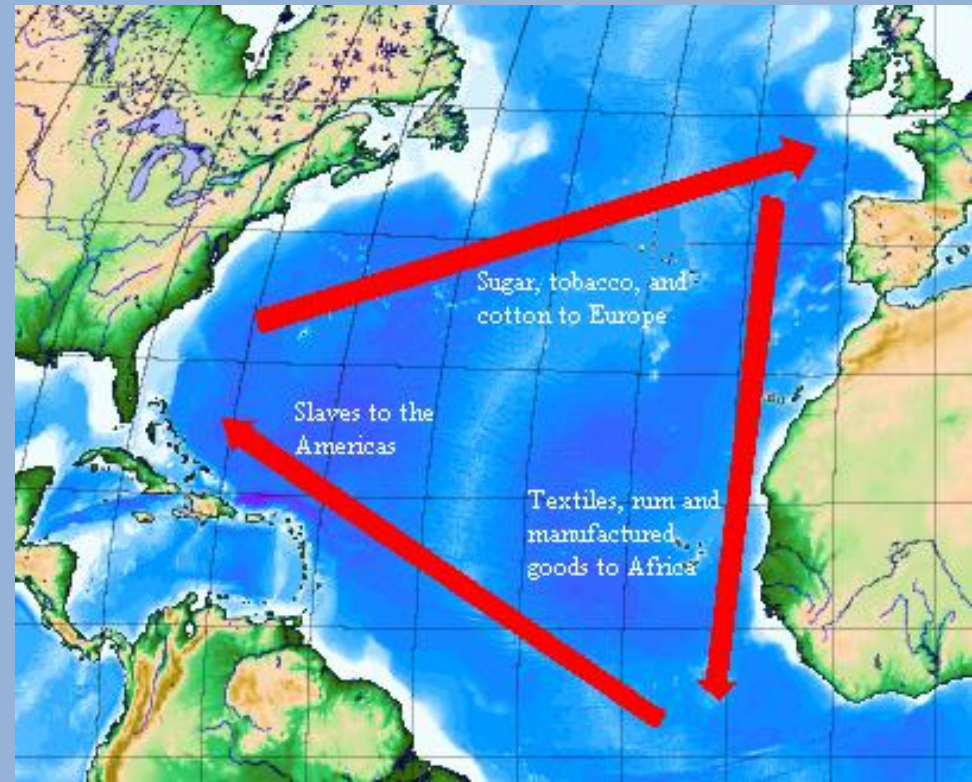 Sugar, tobacco, and
cotton to Europe
Slaves to the
Americas
Textiles, rum and
manufactured
goods to Africa